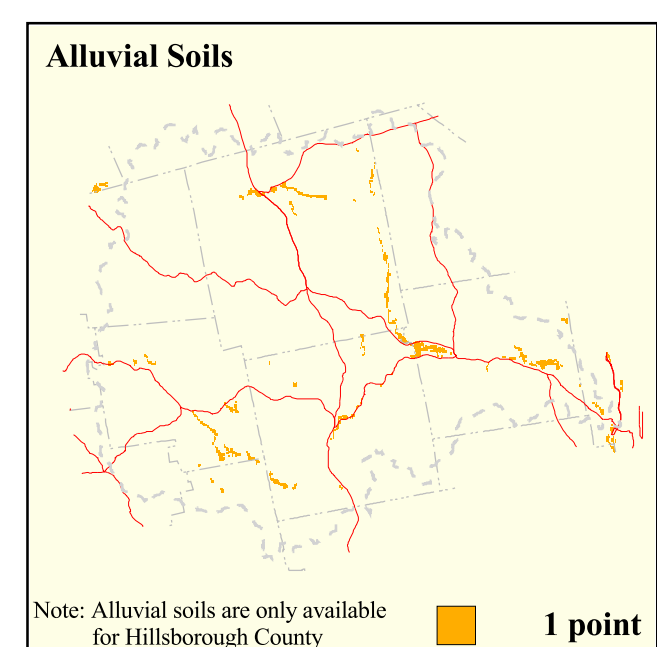 Alluvial Soils
Note: Alluvial soils are only available
for Hillsborough County
1 point